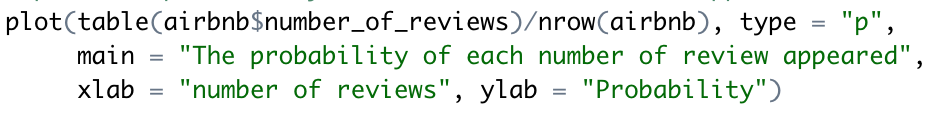 plot(table(airbnb$number_of_reviews)/nrow(airbnb), type = "p",
main = "The probability of each number of review appeared",
xlab = "number of reviews", ylab = "Probability")